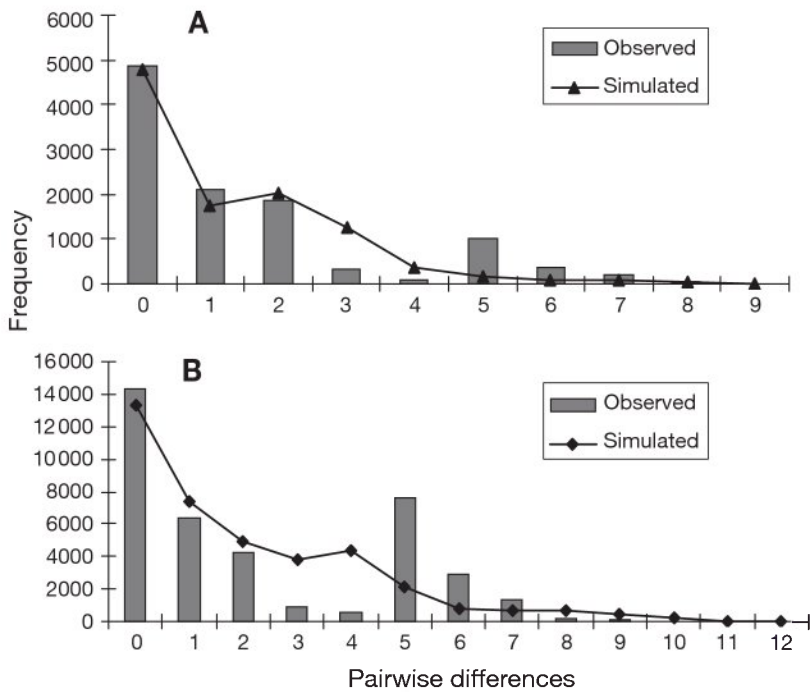 A
6000
5000
4000
3000
2000
1000
0
0 1 2 3 4 5 6 7 8 9
Observed
Simulated
Frequency
B
16000
14000
12000
10000
8000
6000
4000
2000
0
0 1 2 3 4 5 6 7 8 9 10 11 12
Observed
Simulated
Pairwise differences